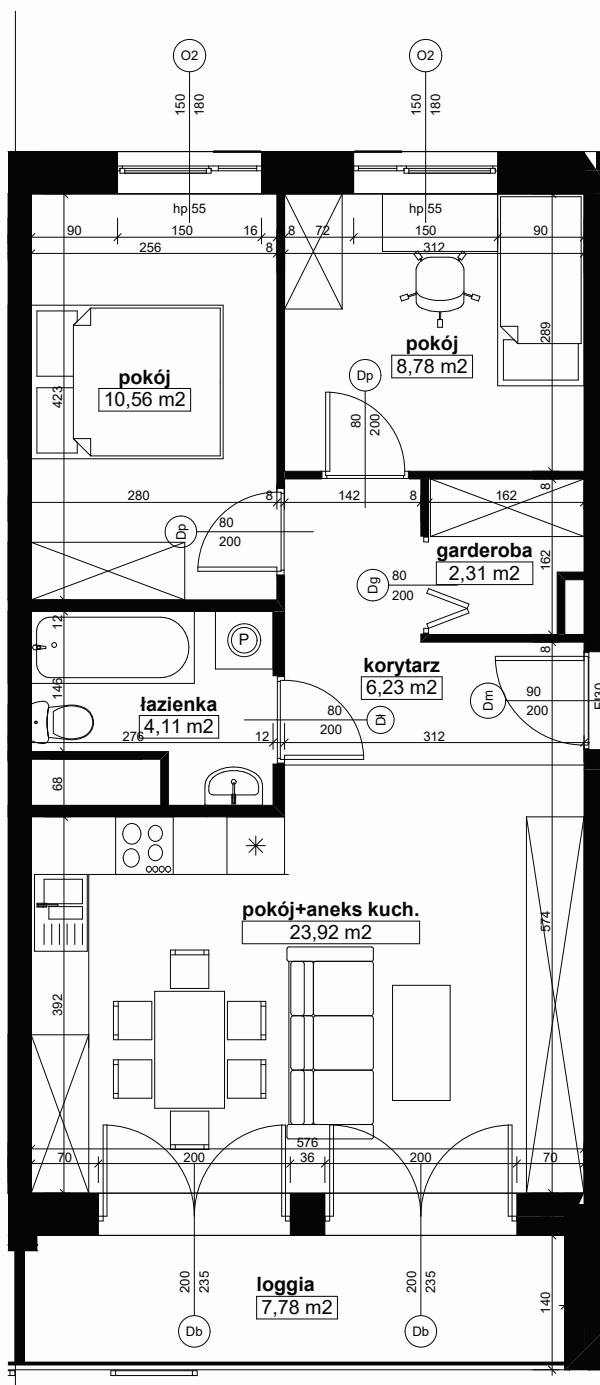 O2
O2
150
180
150
180
hp 55
hp 55
90
150
16
8
72
150
90
256
8
312
289
pokój
8,78 m2
pokój
10,56 m2
Dp
80
200
423
280
8
142
8
162
8
Dp
80
200
garderoba
2,31 m2
162
Dg
80
200
12
P
8
korytarz
6,23 m2
146
łazienka
4,11 m2
Dm
90
200
EI30
80
200
Dł
276
12
312
68
pokój+aneks kuch.
23,92 m2
574
392
576
70
200
36
200
70
200
235
200
235
loggia
7,78 m2
140
Db
Db